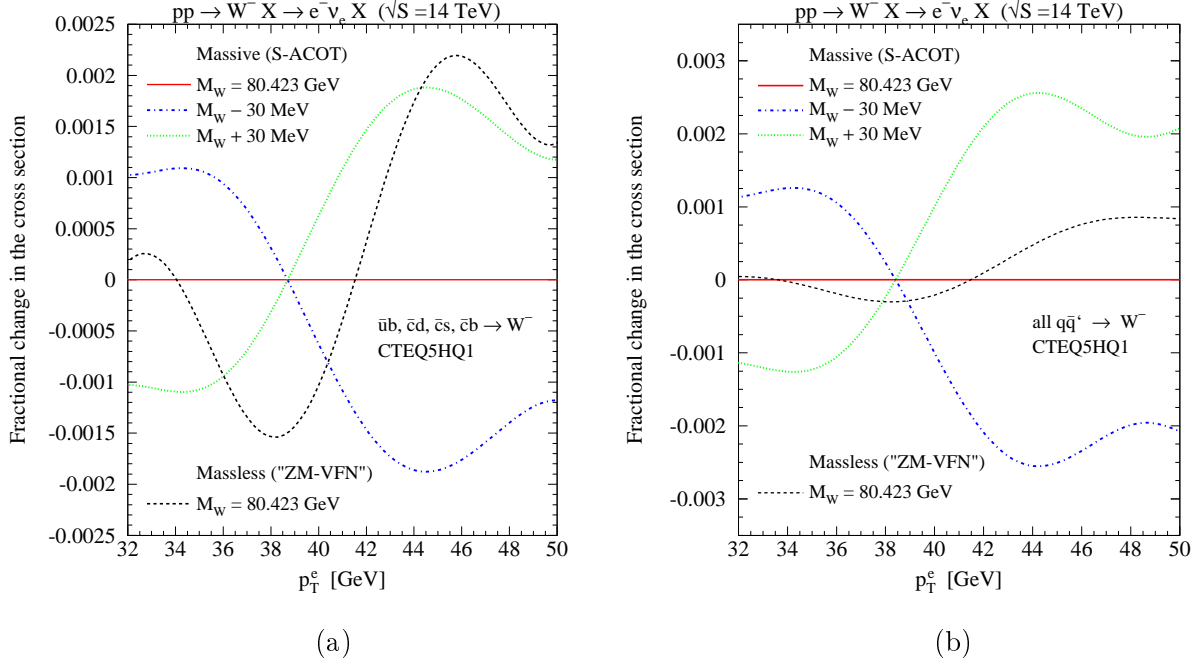 pp → W⁻ X → e⁻ν̄ₑ X (√S = 14 TeV)
Fractional change in the cross section
0.0025
0.002
0.0015
0.001
0.0005
0
-0.0005
-0.001
-0.0015
-0.002
-0.0025
Massive (S-ACOT)
M_W = 80.423 GeV
M_W − 30 MeV
M_W + 30 MeV
ūb, c̄d, c̄s, c̄b → W⁻
CTEQ5HQ1
Massless ("ZM-VFN")
M_W = 80.423 GeV
32 34 36 38 40 42 44 46 48 50
p_T^e [GeV]
(a)
pp → W⁻ X → e⁻ν̄ₑ X (√S = 14 TeV)
Fractional change in the cross section
0.003
0.002
0.001
0
-0.001
-0.002
-0.003
Massive (S-ACOT)
M_W = 80.423 GeV
M_W − 30 MeV
M_W + 30 MeV
all qq̄‘ → W⁻
CTEQ5HQ1
Massless ("ZM-VFN")
M_W = 80.423 GeV
32 34 36 38 40 42 44 46 48 50
p_T^e [GeV]
(b)